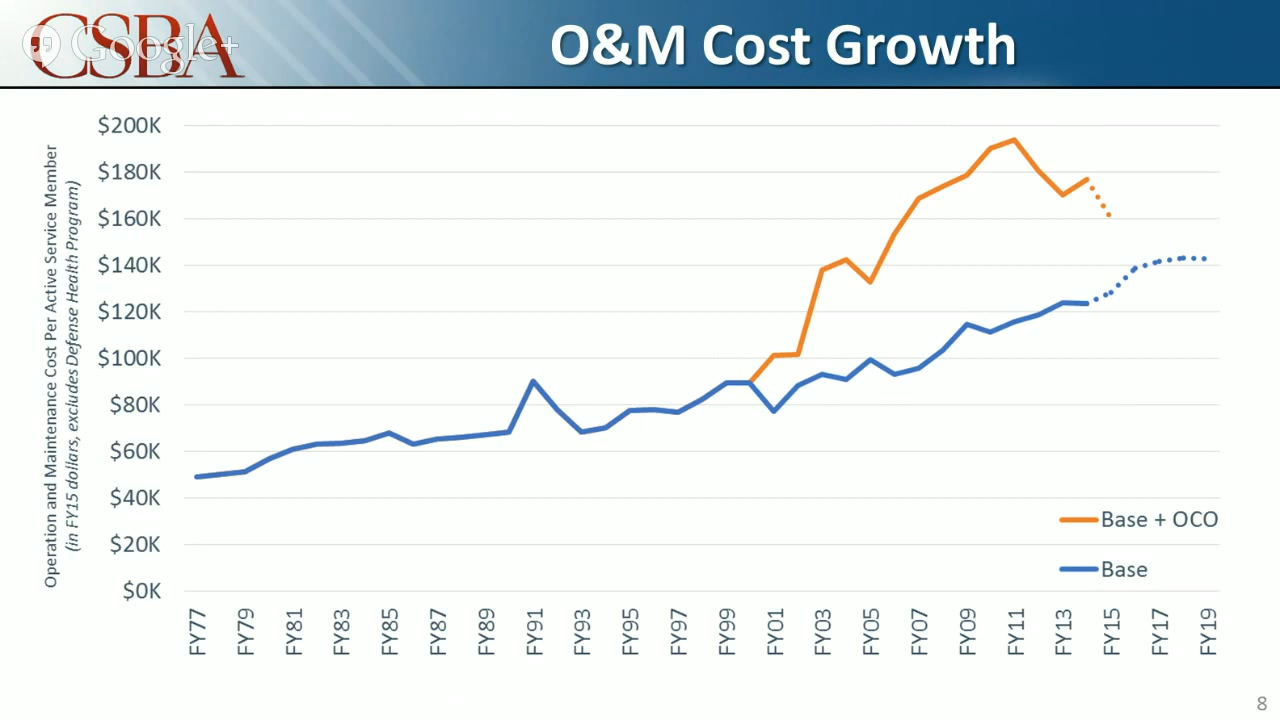 CSBA
Google+
O&M Cost Growth
Operation and Maintenance Cost Per Active Service Member
(in FY15 dollars, excludes Defense Health Program)
$200K
$180K
$160K
$140K
$120K
$100K
$80K
$60K
$40K
$20K
$0K
Base + OCO
Base
FY77
FY79
FY81
FY83
FY85
FY87
FY89
FY91
FY93
FY95
FY97
FY99
FY01
FY03
FY05
FY07
FY09
FY11
FY13
FY15
FY17
FY19
8